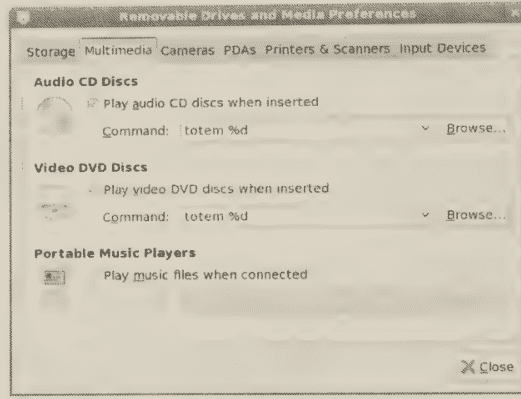 Removable Drives and Media Preferences
Storage Multimedia Cameras PDAs Printers & Scanners Input Devices
Audio CD Discs
Play audio CD discs when inserted
Command: totem %d Browse...
Video DVD Discs
Play video DVD discs when inserted
Command: totem %d Browse...
Portable Music Players
Play music files when connected
Close